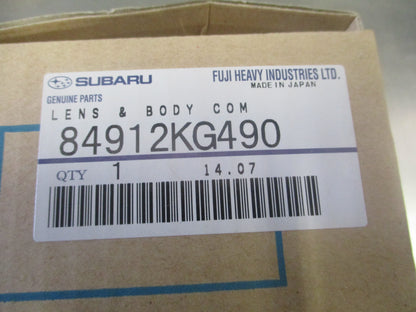 SUBARU
FUJI HEAVY INDUSTRIES LTD.
MADE IN JAPAN
GENUINE PARTS
LENS & BODY COM
84912KG490
QTY 1 14.07